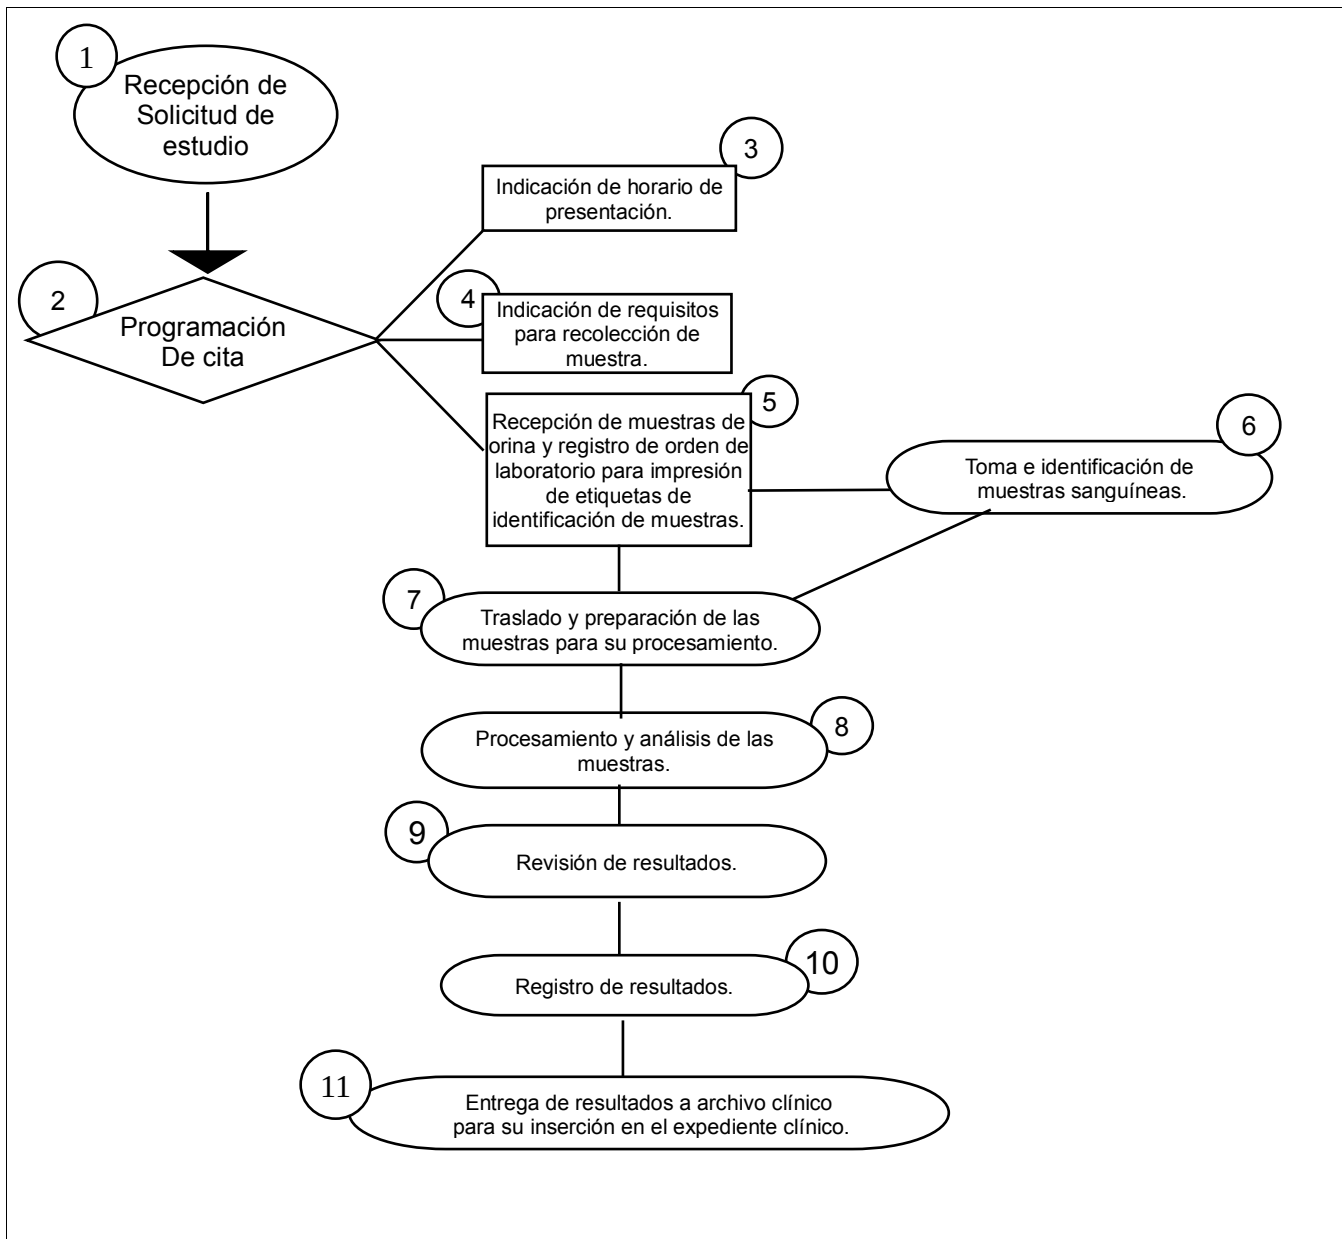 1
Recepción de
Solicitud de
estudio
2
Programación
De cita
3
Indicación de horario de
presentación.
4
Indicación de requisitos
para recolección de
muestra.
5
Recepción de muestras de
orina y registro de orden de
laboratorio para impresión
de etiquetas de
identificación de muestras.
6
Toma e identificación de
muestras sanguíneas.
7
Traslado y preparación de las
muestras para su procesamiento.
8
Procesamiento y análisis de las
muestras.
9
Revisión de resultados.
10
Registro de resultados.
11
Entrega de resultados a archivo clínico
para su inserción en el expediente clínico.